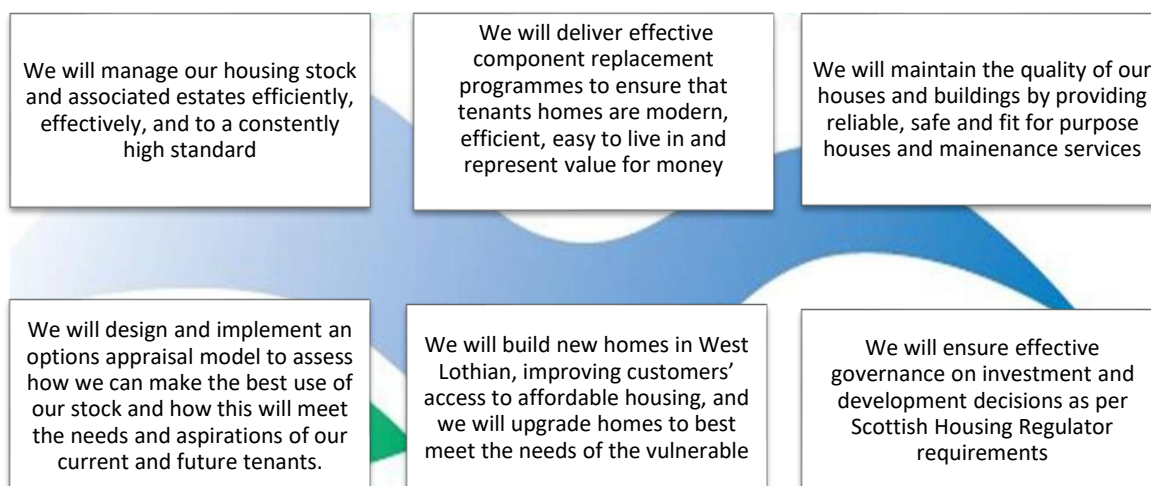 We will manage our housing stock
and associated estates efficiently,
effectively, and to a constently
high standard
We will deliver effective
component replacement
programmes to ensure that
tenants homes are modern,
efficient, easy to live in and
represent value for money
We will maintain the quality of our
houses and buildings by providing
reliable, safe and fit for purpose
houses and mainenance services
We will design and implement an
options appraisal model to assess
how we can make the best use of
our stock and how this will meet
the needs and aspirations of our
current and future tenants.
We will build new homes in West
Lothian, improving customers’
access to affordable housing, and
we will upgrade homes to best
meet the needs of the vulnerable
We will ensure effective
governance on investment and
development decisions as per
Scottish Housing Regulator
requirements